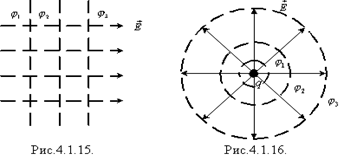 φ₁ φ₂ φ₃ g⃗
g⃗
φ₁
q
φ₂
φ₃
Рис.4.1.15. Рис.4.1.16.